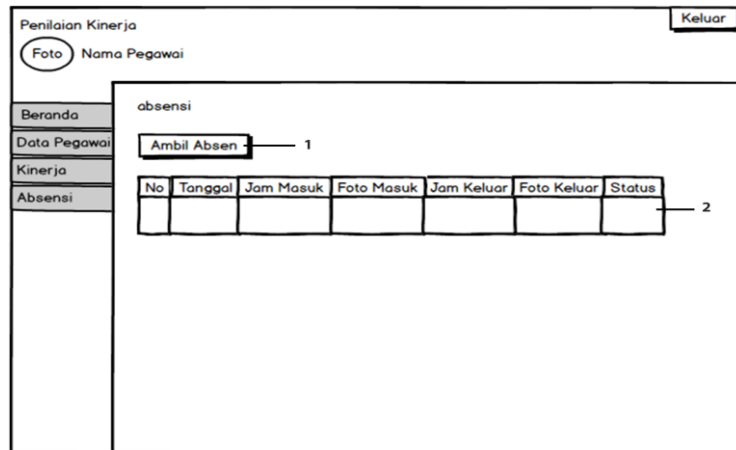 Penilaian Kinerja
Keluar
Foto
Nama Pegawai
Beranda
Data Pegawai
Kinerja
Absensi
absensi
Ambil Absen
1
No Tanggal Jam Masuk Foto Masuk Jam Keluar Foto Keluar Status
2